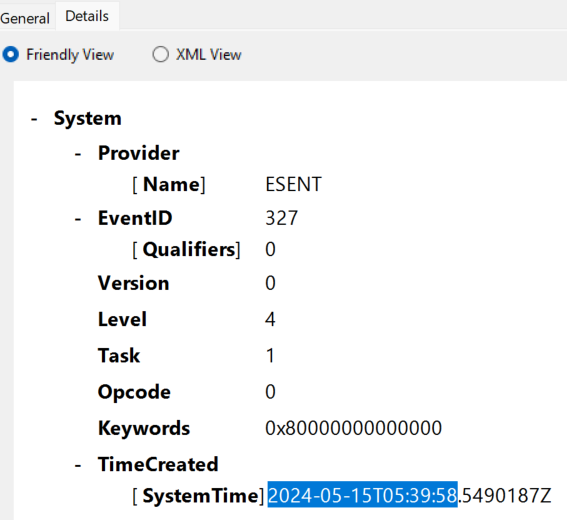 General Details
Friendly View XML View
- System
- Provider
[ Name] ESENT
- EventID 327
[ Qualifiers] 0
Version 0
Level 4
Task 1
Opcode 0
Keywords 0x80000000000000
- TimeCreated
[ SystemTime] 2024-05-15T05:39:58.5490187Z